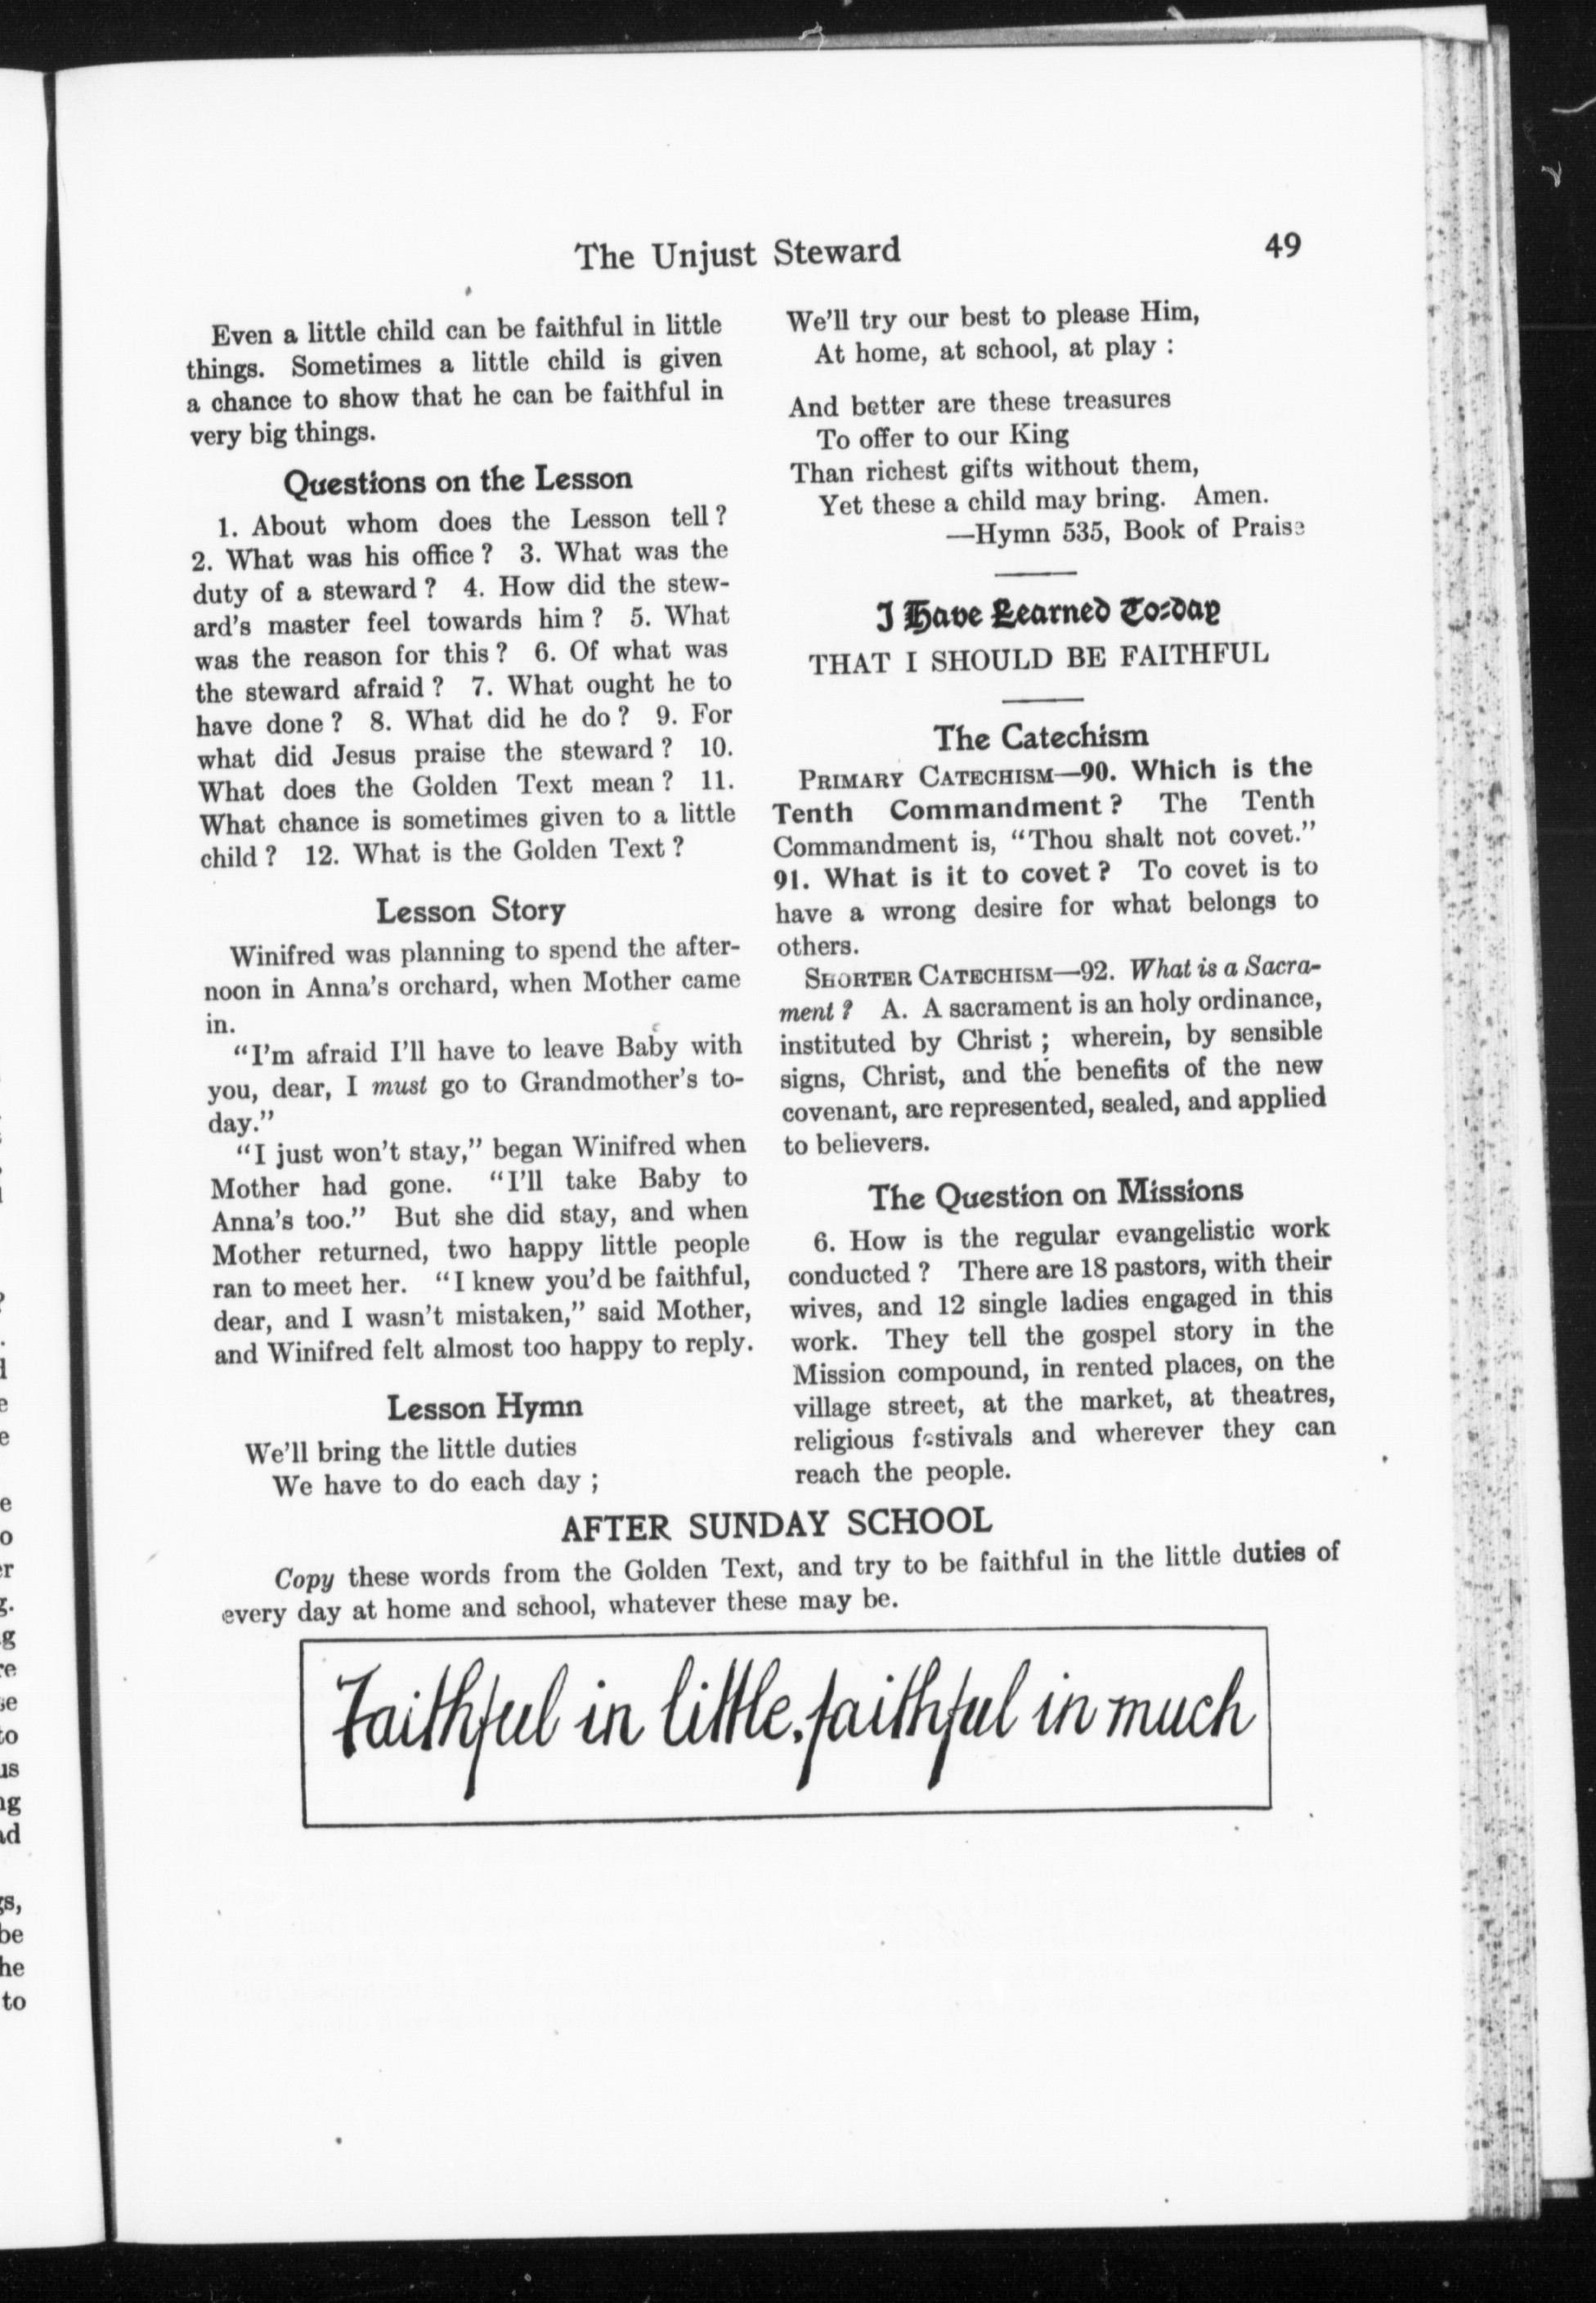 The Unjust Steward 49
Even a little child can be faithful in little
things. Sometimes a little child is given
a chance to show that he can be faithful in
very big things.
Questions on the Lesson
1. About whom does the Lesson tell ?
2. What was his office ? 3. What was the
duty of a steward ? 4. How did the stew-
ard's master feel towards him ? 5. What
was the reason for this ? 6. Of what was
the steward afraid ? 7. What ought he to
have done ? 8. What did he do ? 9. For
what did Jesus praise the steward ? 10.
What does the Golden Text mean ? 11.
What chance is sometimes given to a little
child ? 12. What is the Golden Text ?
Lesson Story
Winifred was planning to spend the after-
noon in Anna's orchard, when Mother came
in.
"I'm afraid I'll have to leave Baby with
you, dear, I must go to Grandmother's to-
day."
"I just won't stay," began Winifred when
Mother had gone. "I'll take Baby to
Anna's too." But she did stay, and when
Mother returned, two happy little people
ran to meet her. "I knew you'd be faithful,
dear, and I wasn't mistaken," said Mother,
and Winifred felt almost too happy to reply.
Lesson Hymn
We'll bring the little duties
We have to do each day ;
We'll try our best to please Him,
At home, at school, at play :
And better are these treasures
To offer to our King
Than richest gifts without them,
Yet these a child may bring. Amen.
—Hymn 535, Book of Praise
I Have Learned To-day
THAT I SHOULD BE FAITHFUL
The Catechism
PRIMARY CATECHISM—90. Which is the
Tenth Commandment ? The Tenth
Commandment is, "Thou shalt not covet."
91. What is it to covet ? To covet is to
have a wrong desire for what belongs to
others.
SHORTER CATECHISM—92. What is a Sacra-
ment ? A. A sacrament is an holy ordinance,
instituted by Christ ; wherein, by sensible
signs, Christ, and the benefits of the new
covenant, are represented, sealed, and applied
to believers.
The Question on Missions
6. How is the regular evangelistic work
conducted ? There are 18 pastors, with their
wives, and 12 single ladies engaged in this
work. They tell the gospel story in the
Mission compound, in rented places, on the
village street, at the market, at theatres,
religious festivals and wherever they can
reach the people.
AFTER SUNDAY SCHOOL
Copy these words from the Golden Text, and try to be faithful in the little duties of
every day at home and school, whatever these may be.
Faithful in little, faithful in much